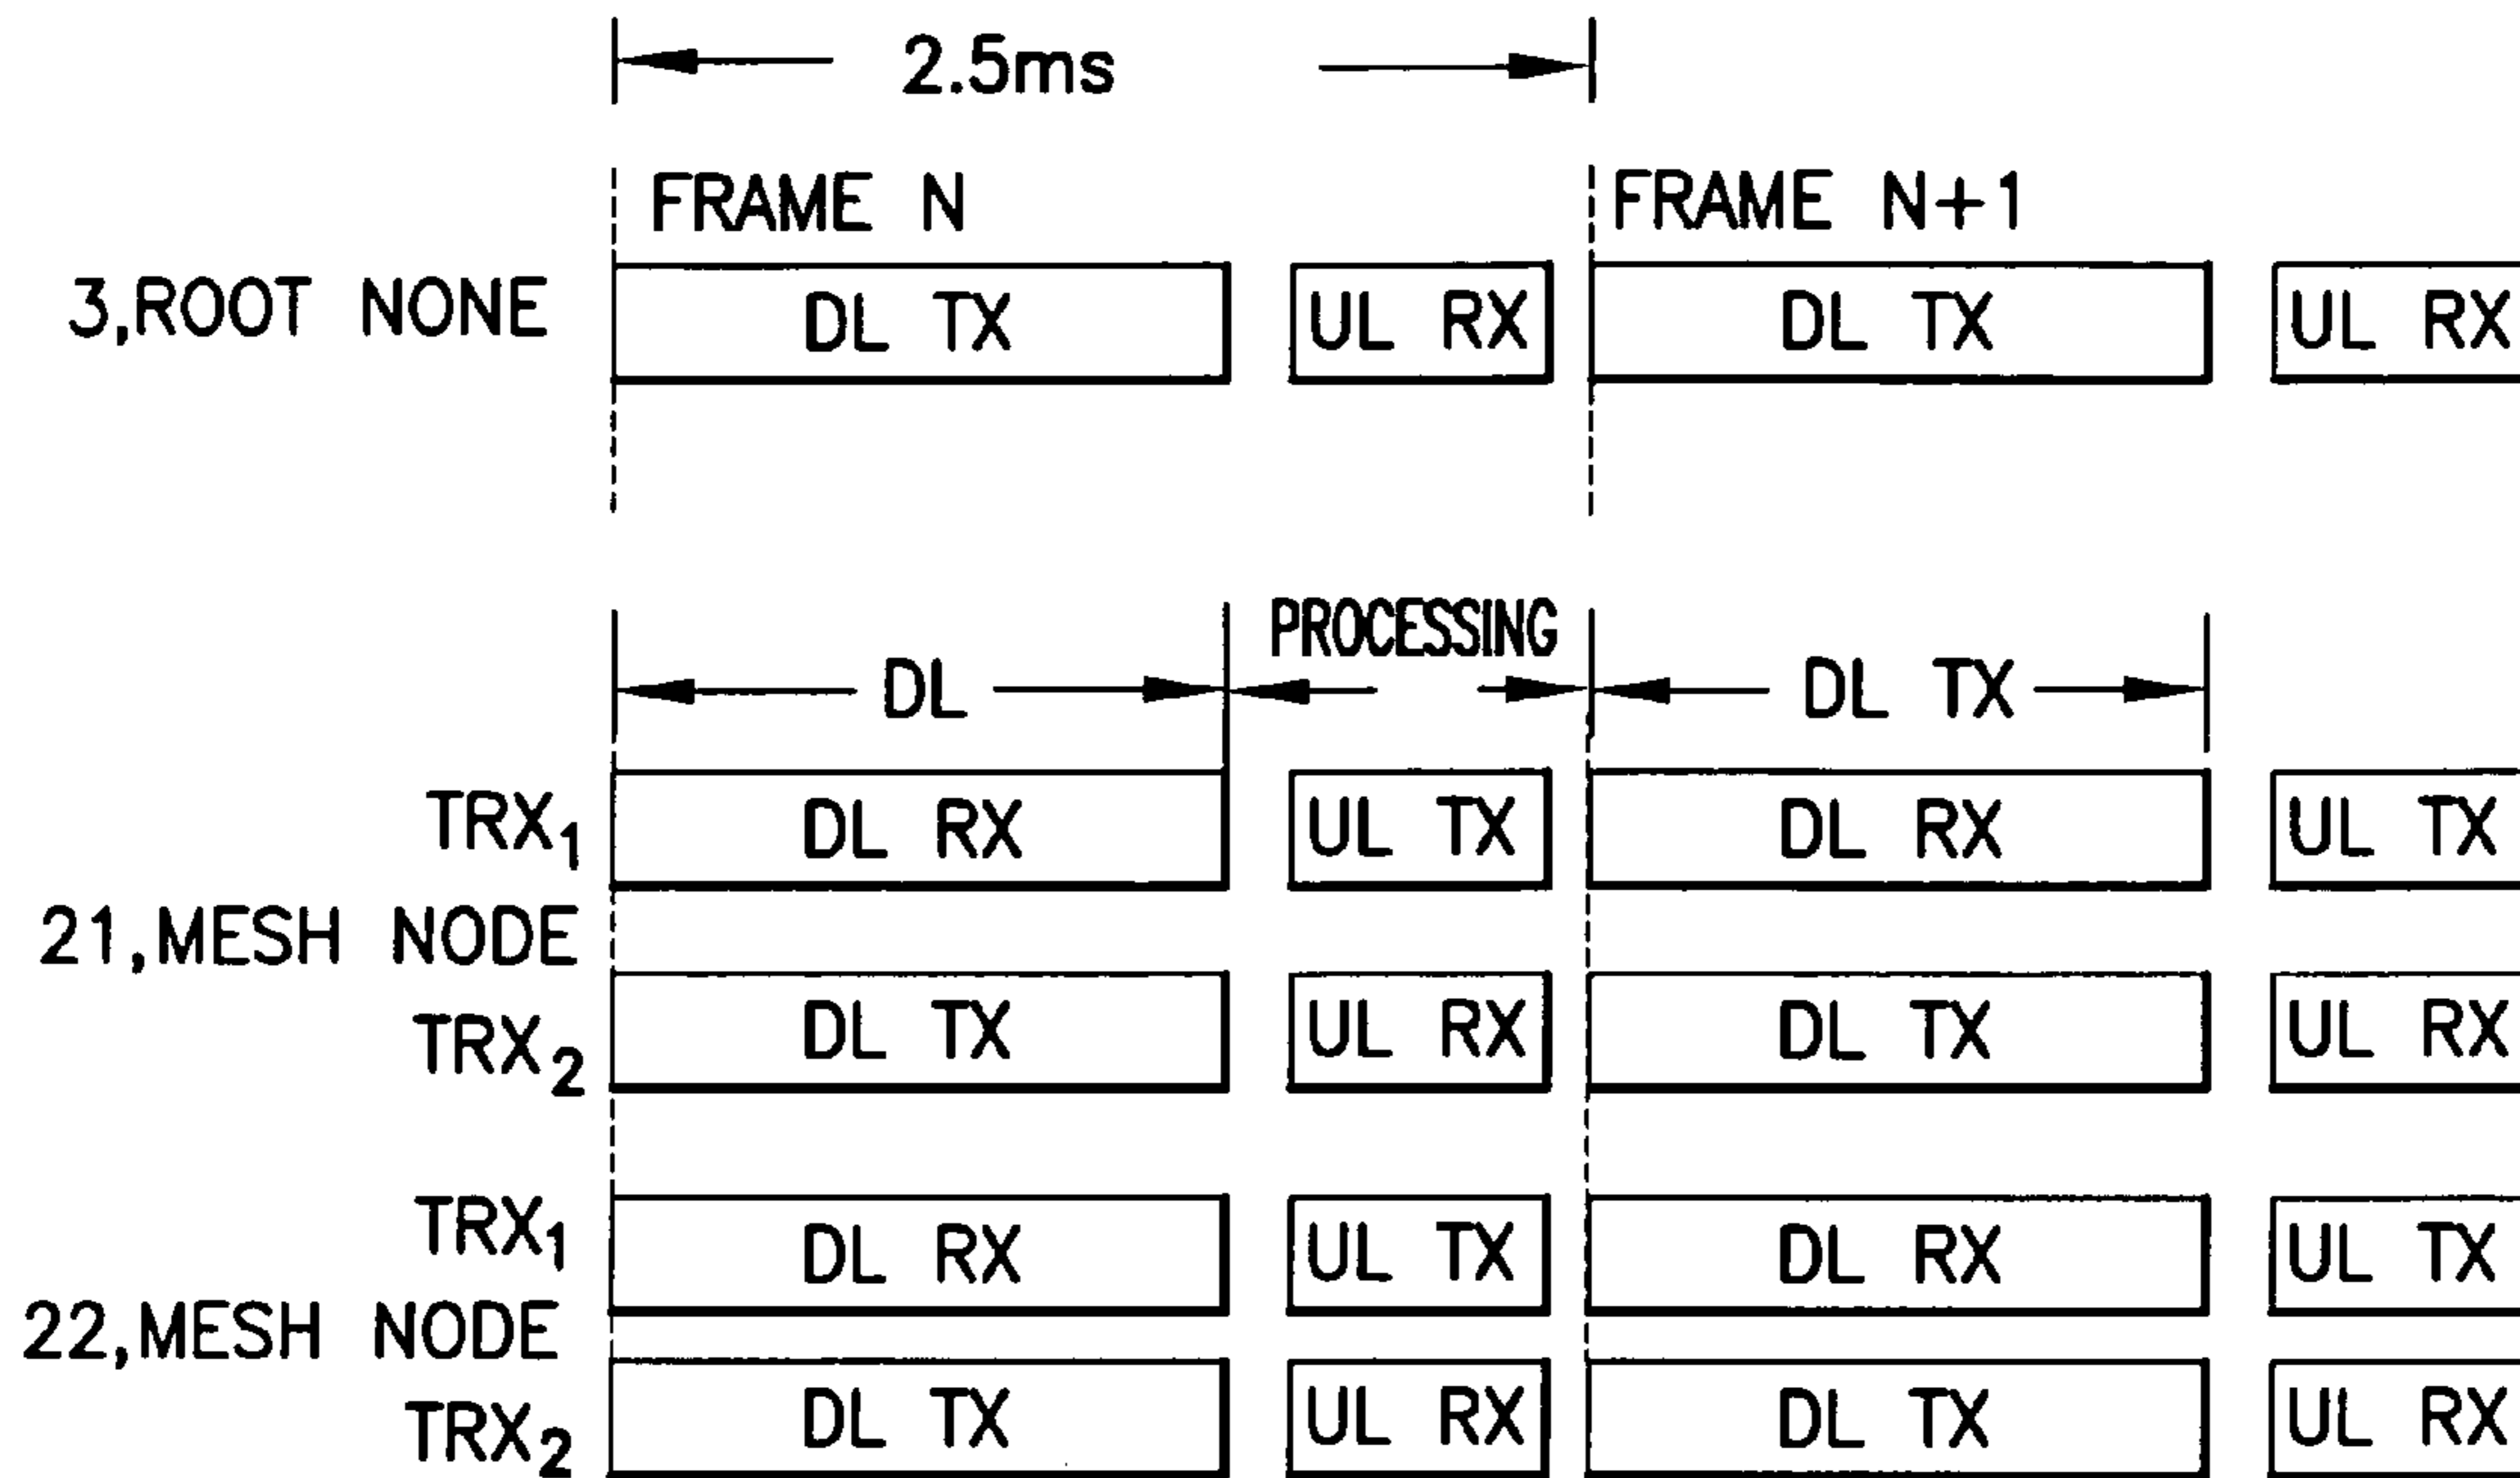 2.5ms
FRAME N FRAME N+1
3,ROOT NONE DL TX UL RX DL TX UL RX
PROCESSING
DL DL TX
TRX1 DL RX UL TX DL RX UL TX
21,MESH NODE
TRX2 DL TX UL RX DL TX UL RX
TRX1 DL RX UL TX DL RX UL TX
22,MESH NODE
TRX2 DL TX UL RX DL TX UL RX